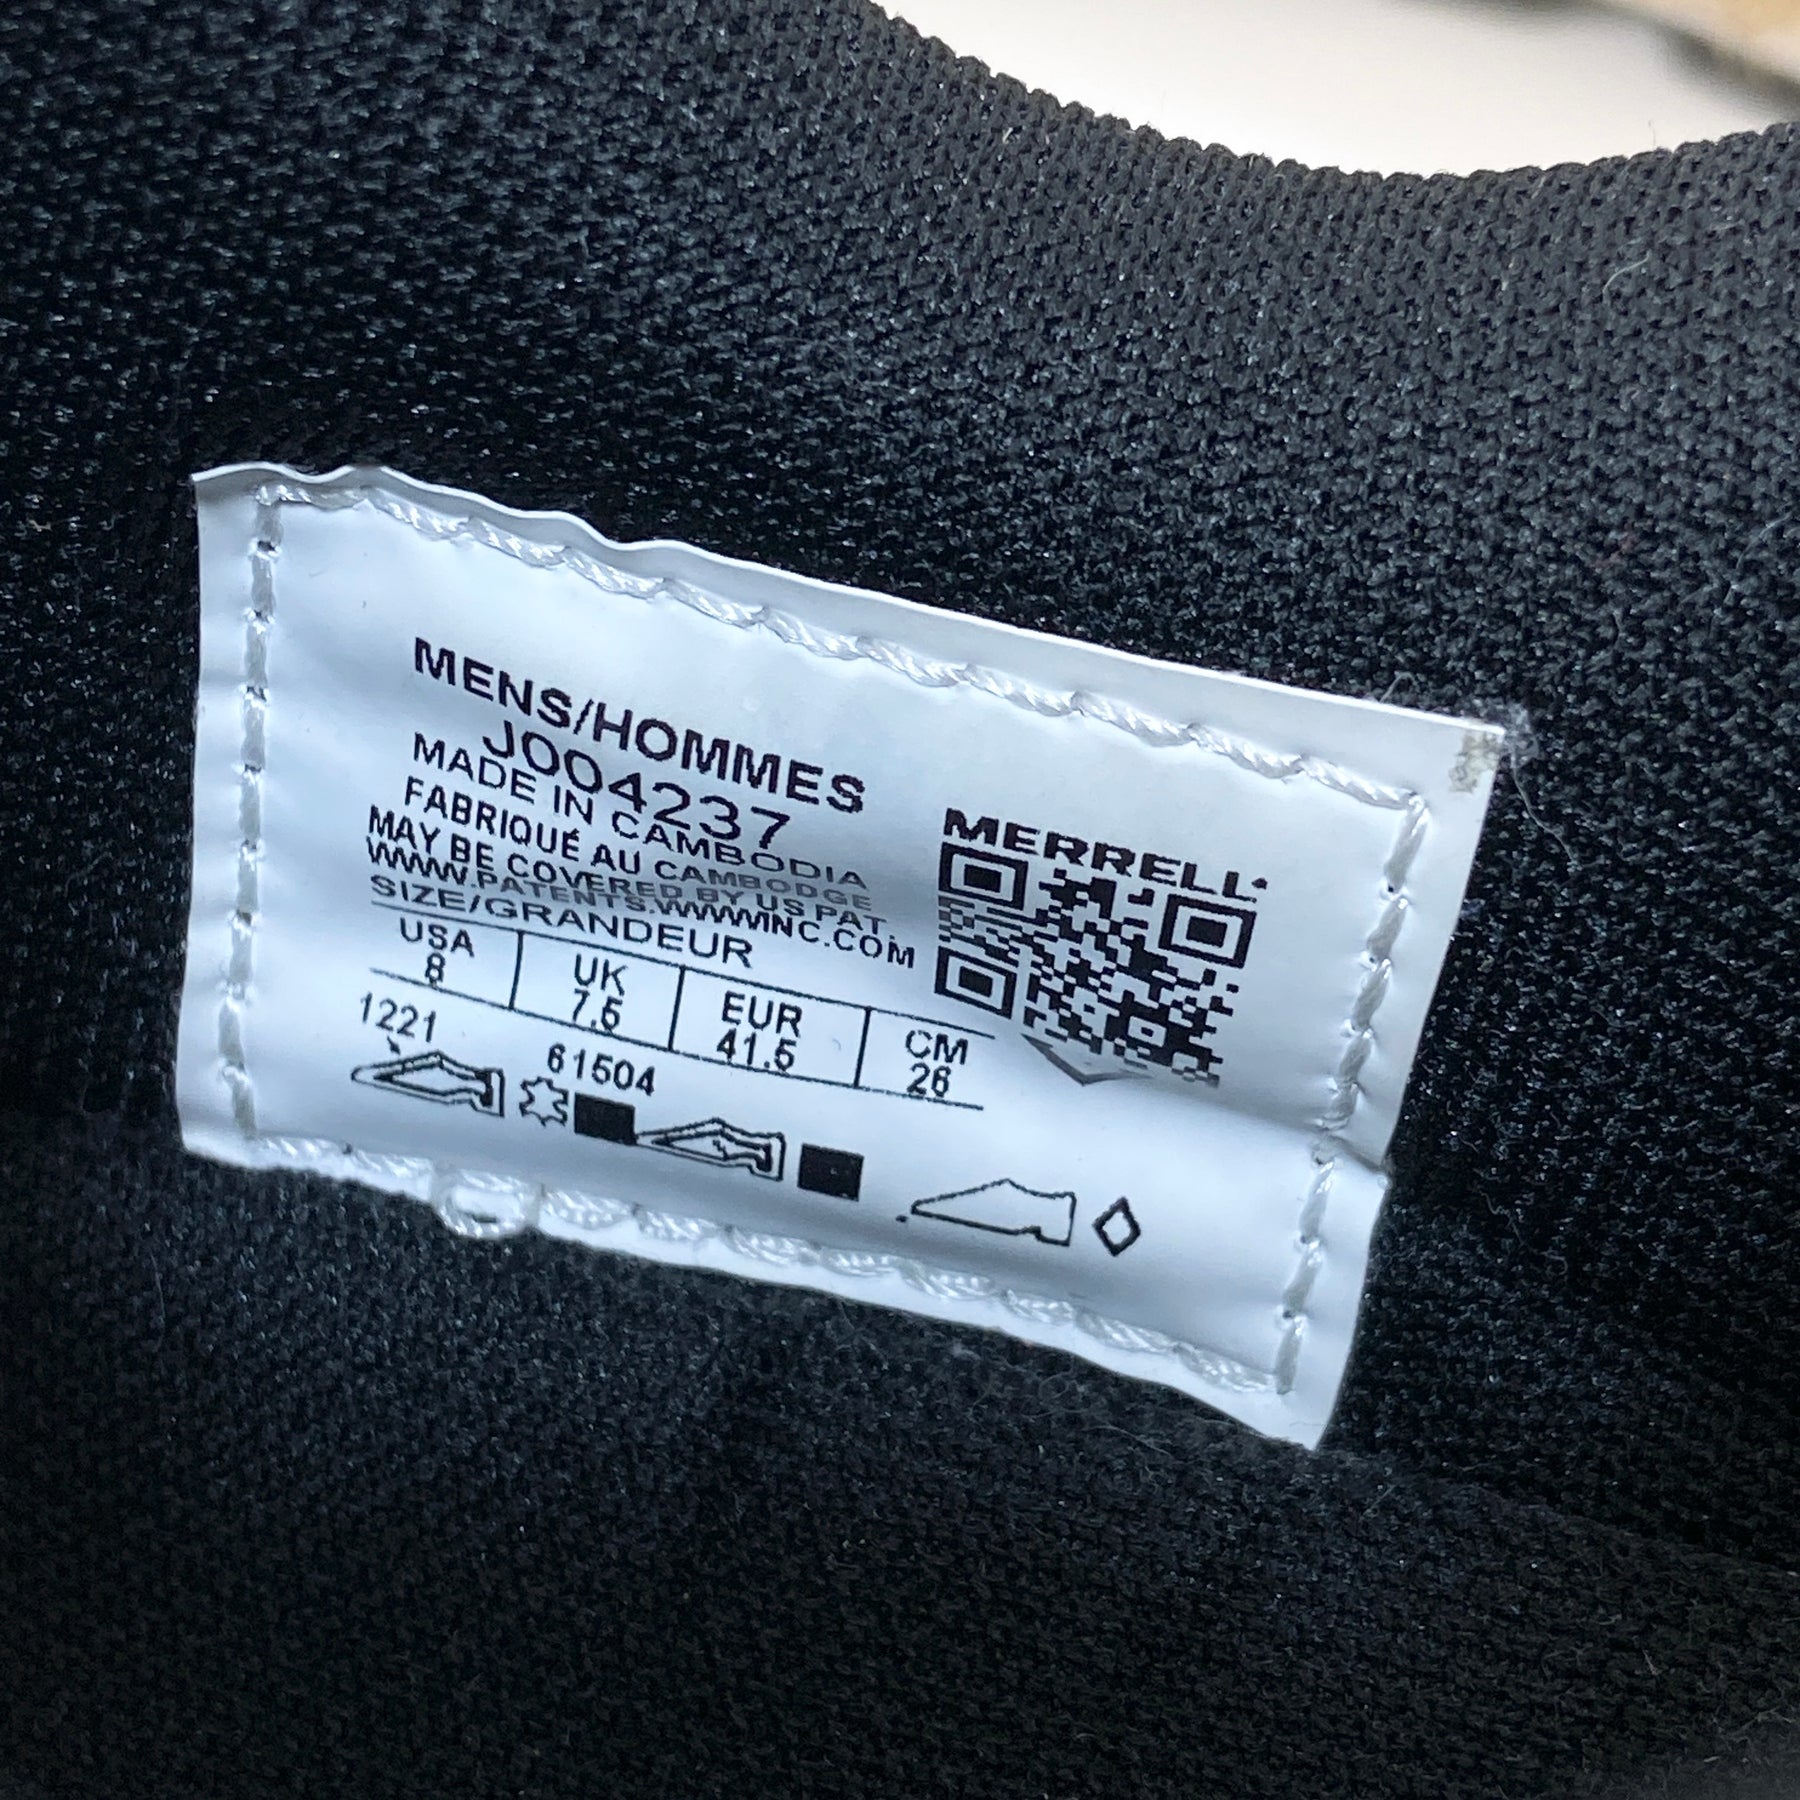 MENS/HOMMES
J004237
MADE IN CAMBODIA
FABRIQUÉ AU CAMBODGE
MAY BE COVERED BY US PAT.
WWW.PATENTS.WWWINC.COM
SIZE/GRANDEUR
USA UK EUR CM
8 7.5 41.5 26
1221 61504
MERRELL